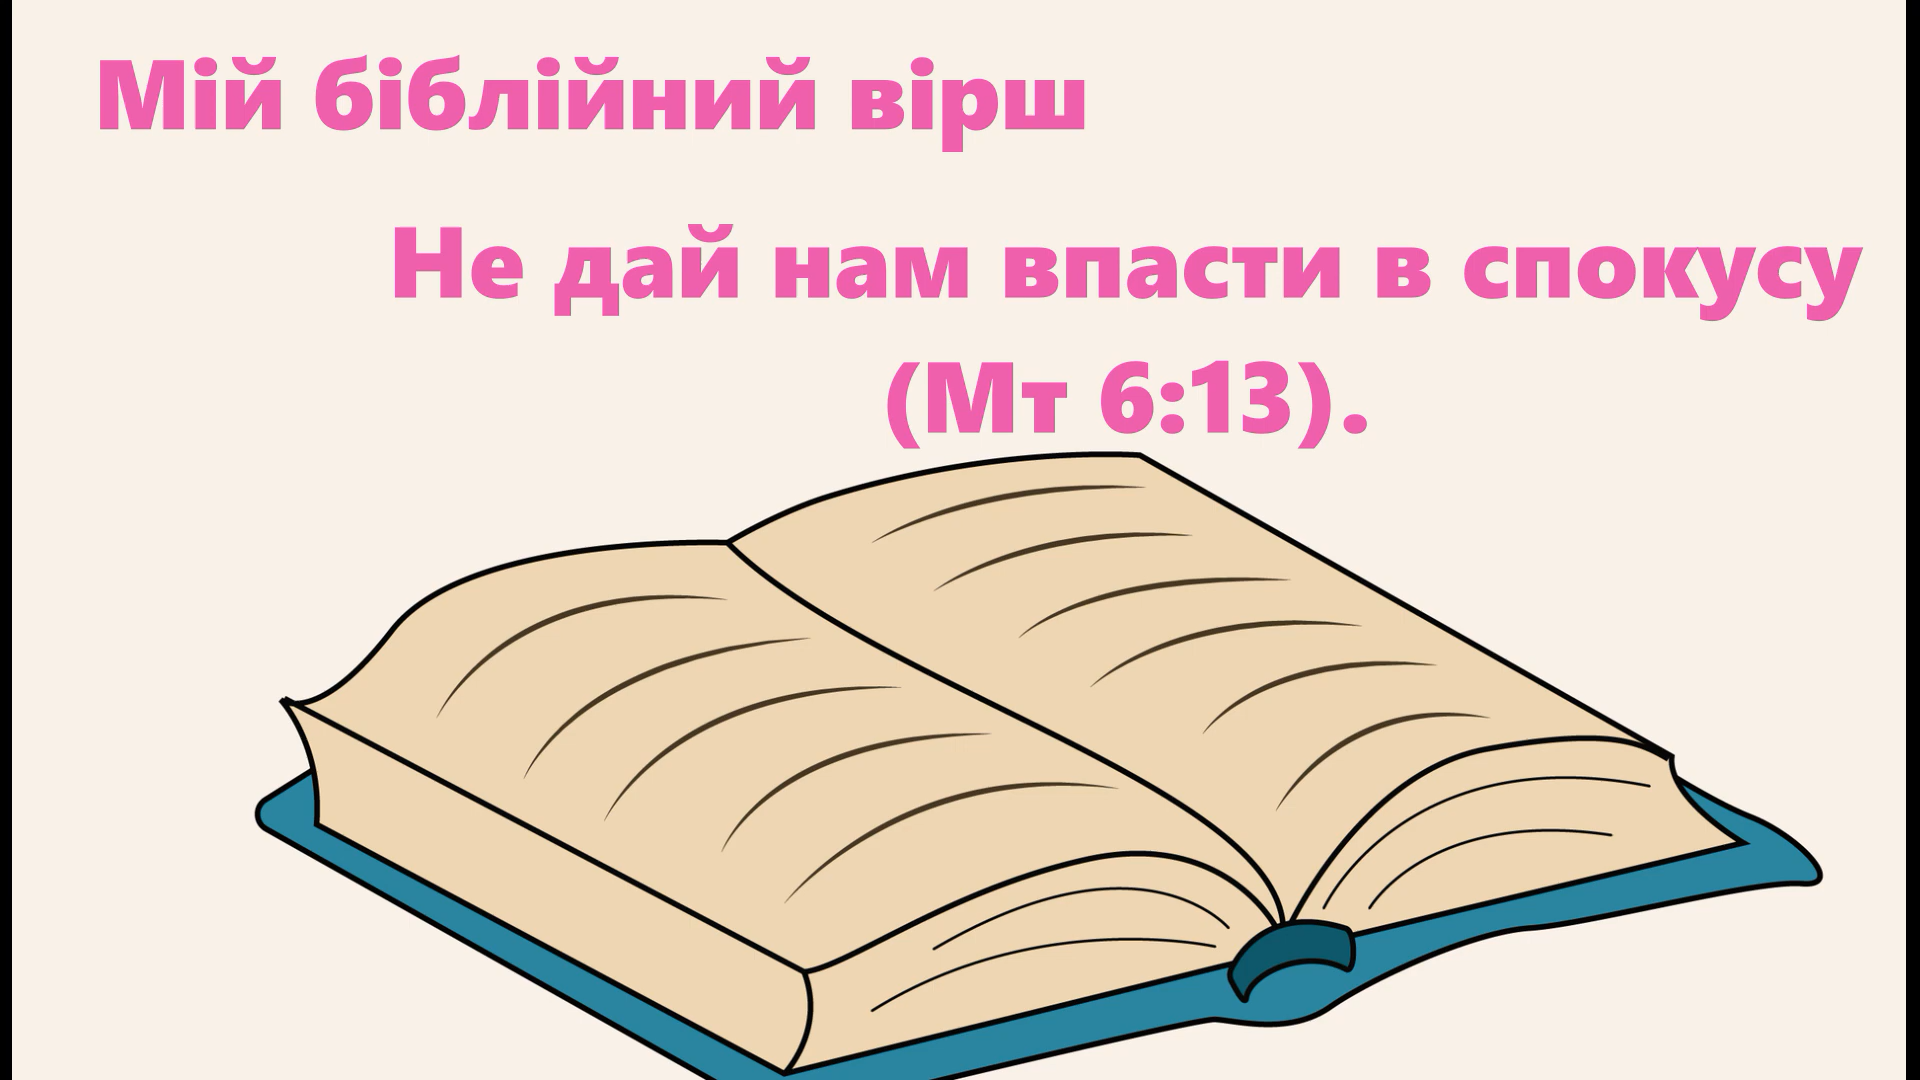 Мій біблійний вірш
Не дай нам впасти в спокусу
(Мт 6:13).